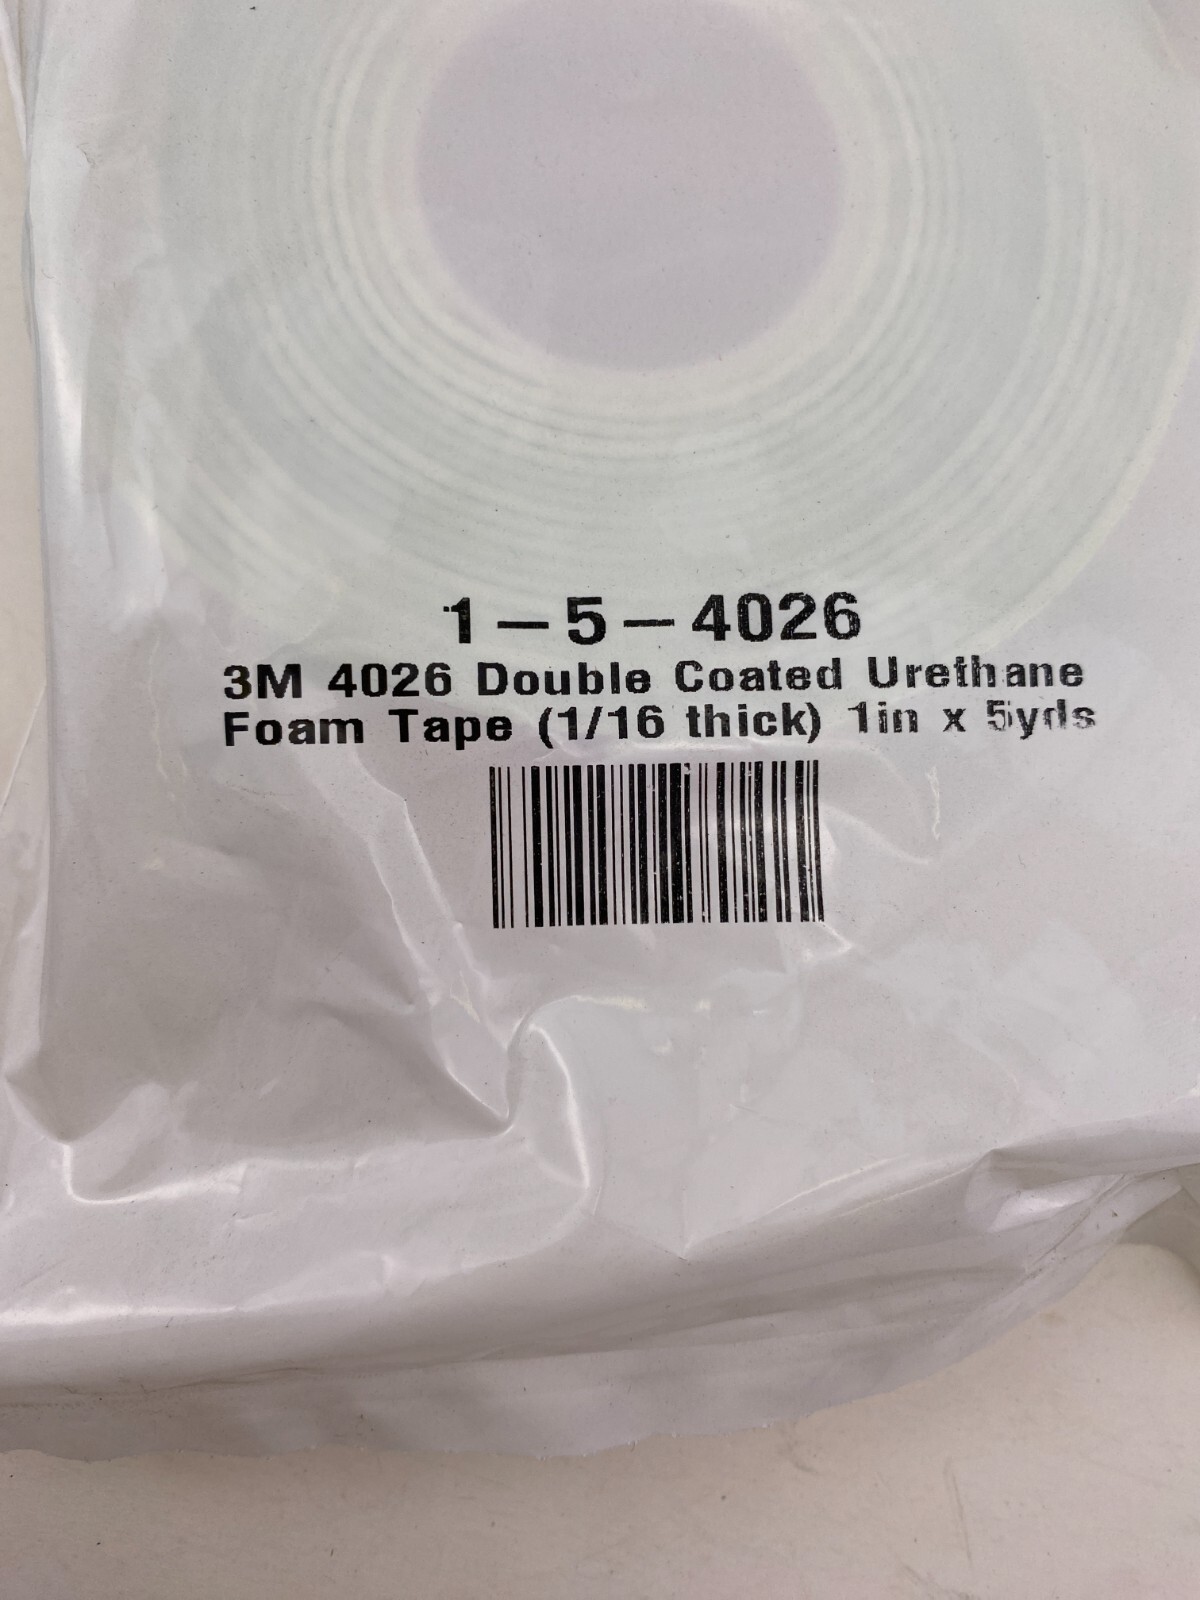 1-5-4026
3M 4026 Double Coated Urethane
Foam Tape (1/16 thick) 1in x 5yds